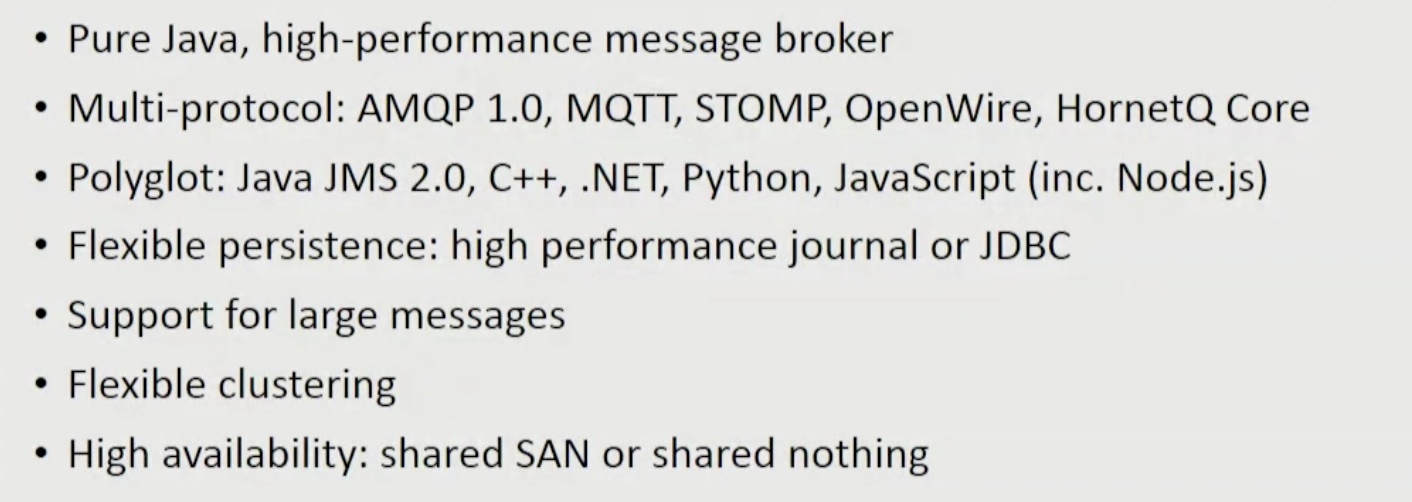 • Pure Java, high-performance message broker
• Multi-protocol: AMQP 1.0, MQTT, STOMP, OpenWire, HornetQ Core
• Polyglot: Java JMS 2.0, C++, .NET, Python, JavaScript (inc. Node.js)
• Flexible persistence: high performance journal or JDBC
• Support for large messages
• Flexible clustering
• High availability: shared SAN or shared nothing